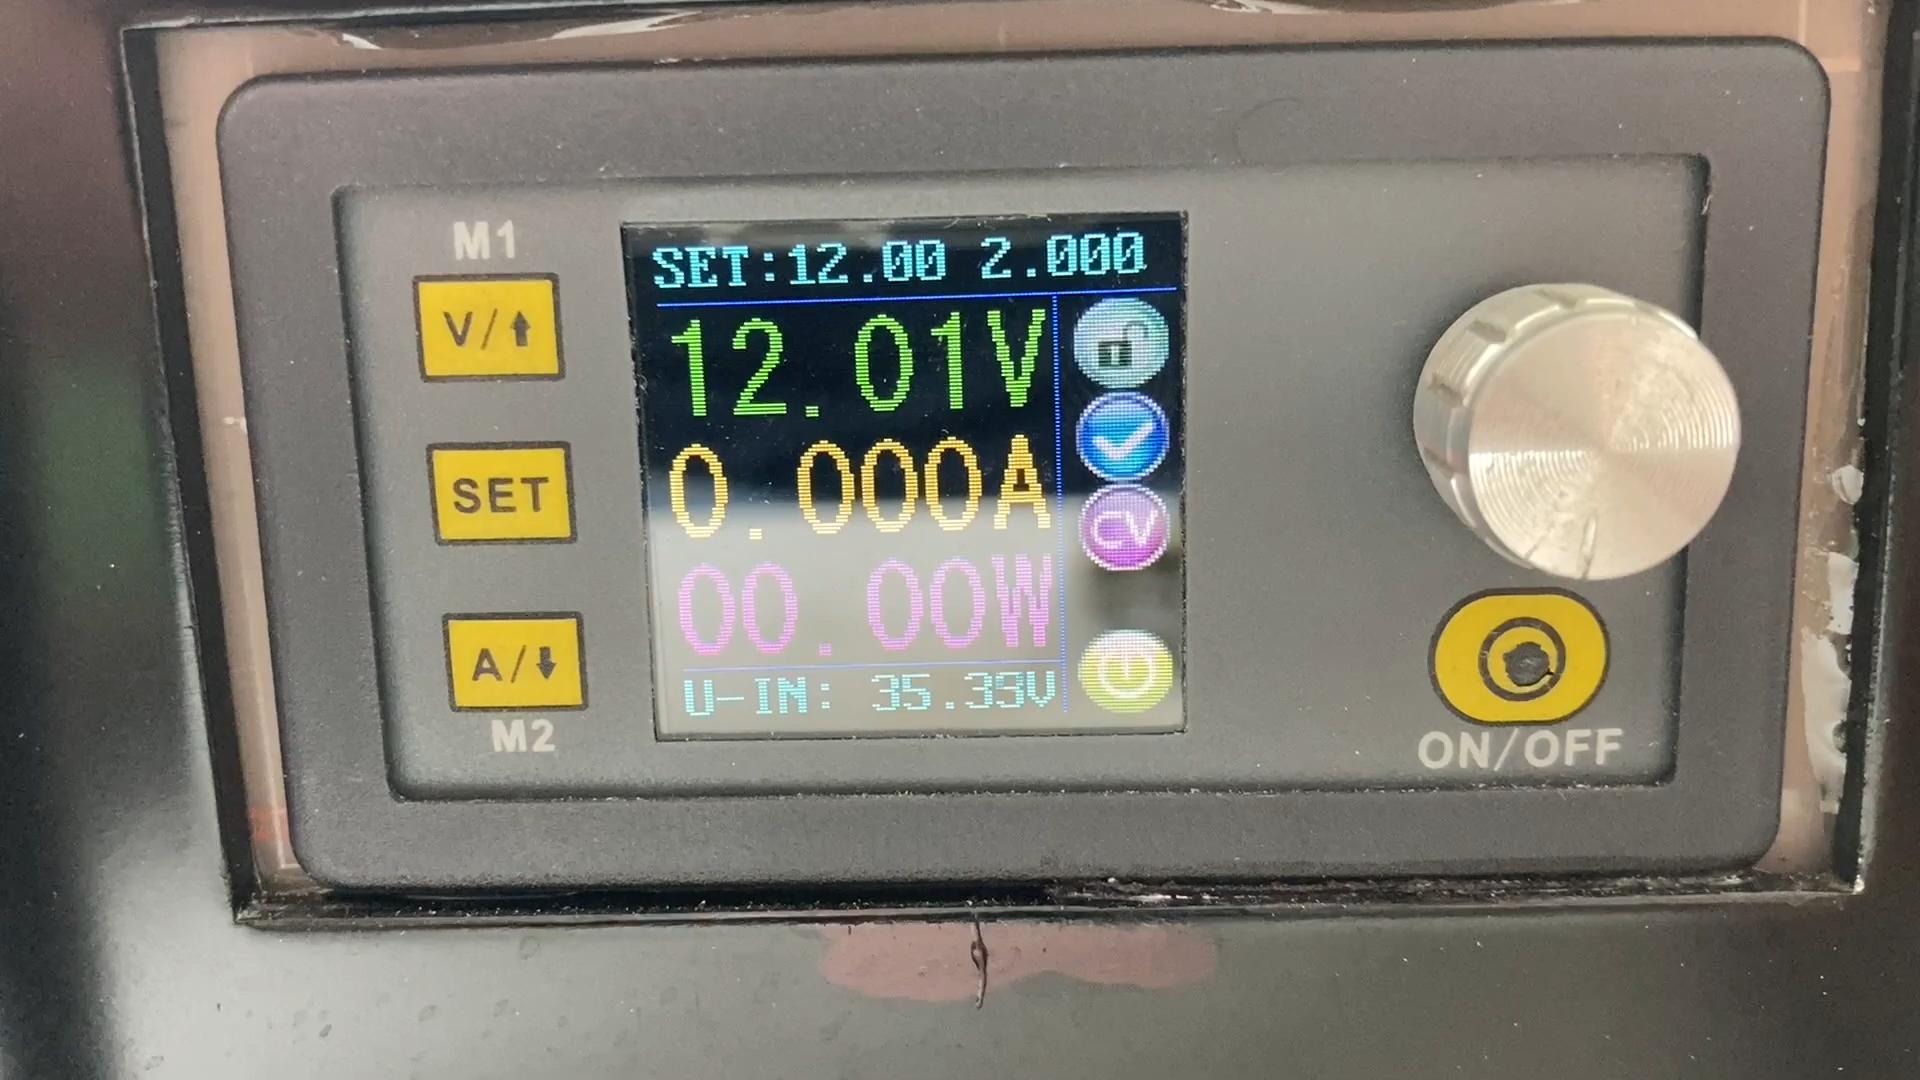 M1
V/↑
SET
A/↓
M2
SET:12.00 2.000
12.01V
0.000A
CV
00.00W
U-IN: 35.39V
ON/OFF